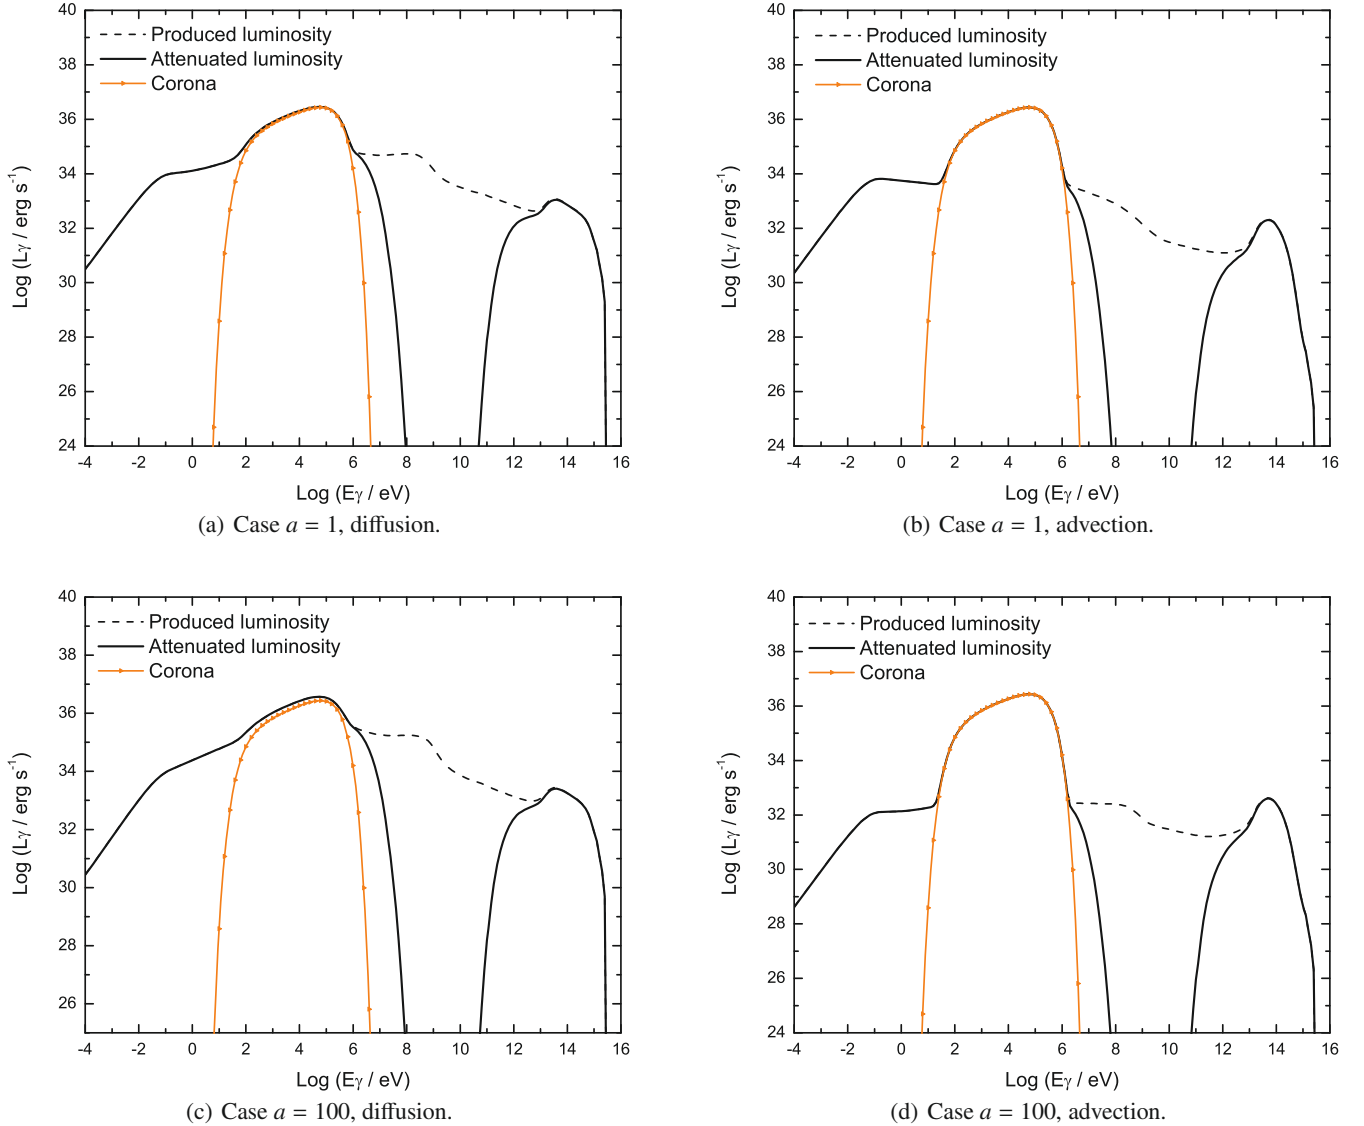 40
38
36
34
32
30
28
26
24
Log (Lγ / erg s⁻¹)
Produced luminosity
Attenuated luminosity
Corona
-4 -2 0 2 4 6 8 10 12 14 16
Log (Eγ / eV)
(a) Case a = 1, diffusion.
40
38
36
34
32
30
28
26
24
Log (Lγ / erg s⁻¹)
Produced luminosity
Attenuated luminosity
Corona
-4 -2 0 2 4 6 8 10 12 14 16
Log (Eγ / eV)
(b) Case a = 1, advection.
40
38
36
34
32
30
28
26
Log (Lγ / erg s⁻¹)
Produced luminosity
Attenuated luminosity
Corona
-4 -2 0 2 4 6 8 10 12 14 16
Log (Eγ / eV)
(c) Case a = 100, diffusion.
40
38
36
34
32
30
28
26
24
Log (Lγ / erg s⁻¹)
Produced luminosity
Attenuated luminosity
Corona
-4 -2 0 2 4 6 8 10 12 14 16
Log (Eγ / eV)
(d) Case a = 100, advection.